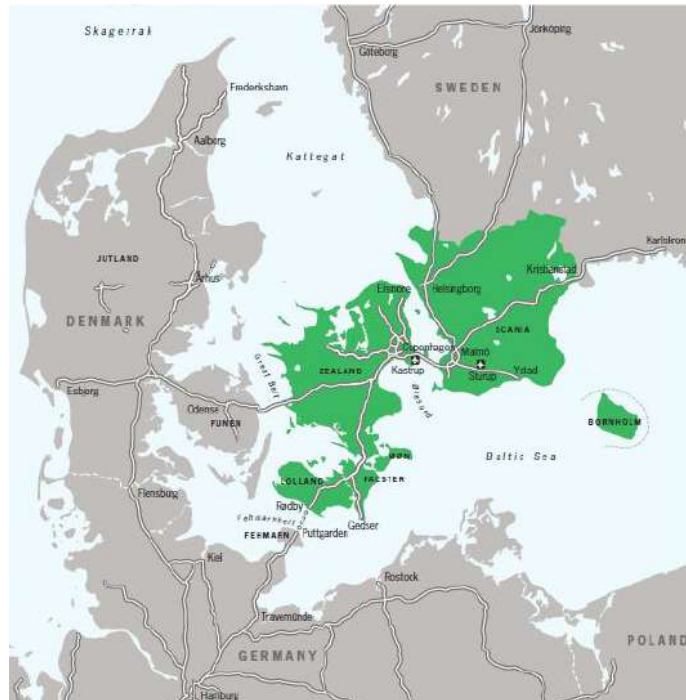 Skagerrak
Göteborg
Jönköping
SWEDEN
Frederikshavn
Aalborg
Kattegat
JUTLAND
Århus
DENMARK
Karlskron
Kristianstad
Helsingborg
Elsinore
SCANIA
Copenhagen
Malmö
ZEALAND
Kastrup
Sturup
Ystad
Great Belt
Øresund
Esbjerg
Odense
FUNEN
BORNHOLM
Baltic Sea
MØN
LOLLAND
FALSTER
Flensburg
Rødby
Gedser
Fehmarnbelt
FEHMARN
Puttgarden
Kiel
Rostock
Travemünde
GERMANY
POLAND
Hamburg